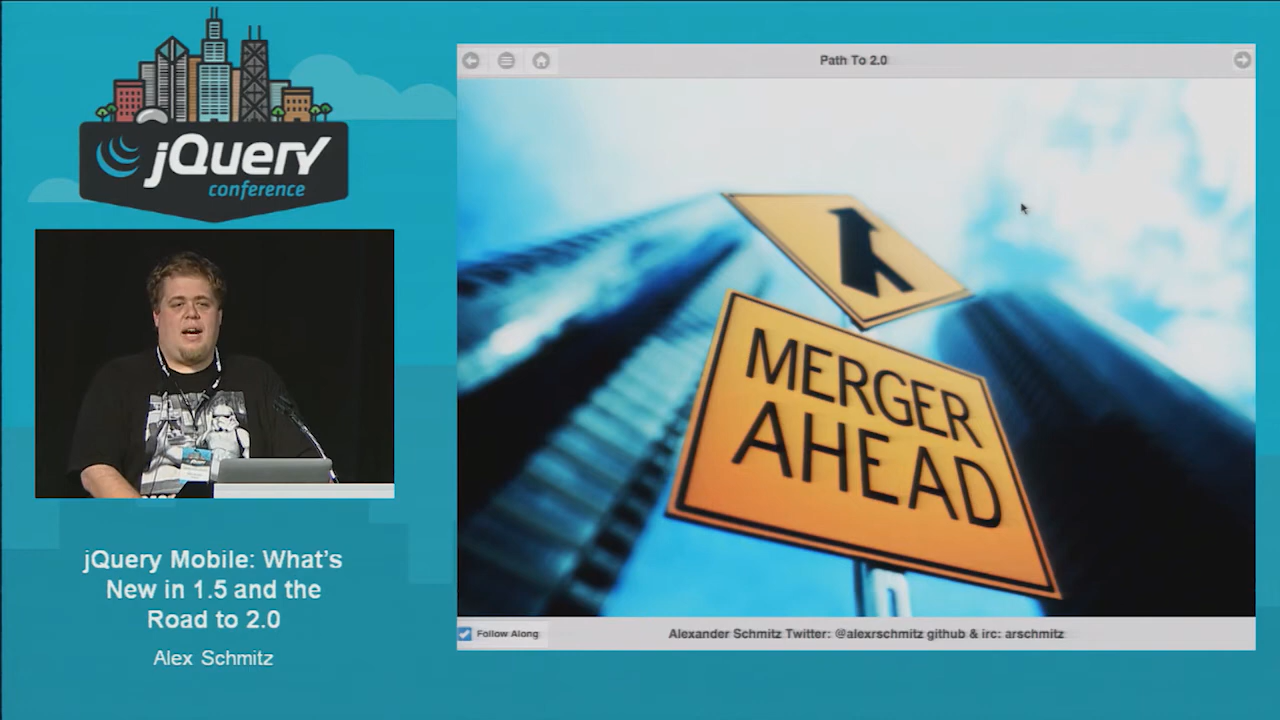 jQuery
conference
Path To 2.0
MERGER
AHEAD
jQuery Mobile: What's
New in 1.5 and the
Road to 2.0
Alex Schmitz
Follow Along
Alexander Schmitz Twitter: @alexrschmitz github & irc: arschmitz